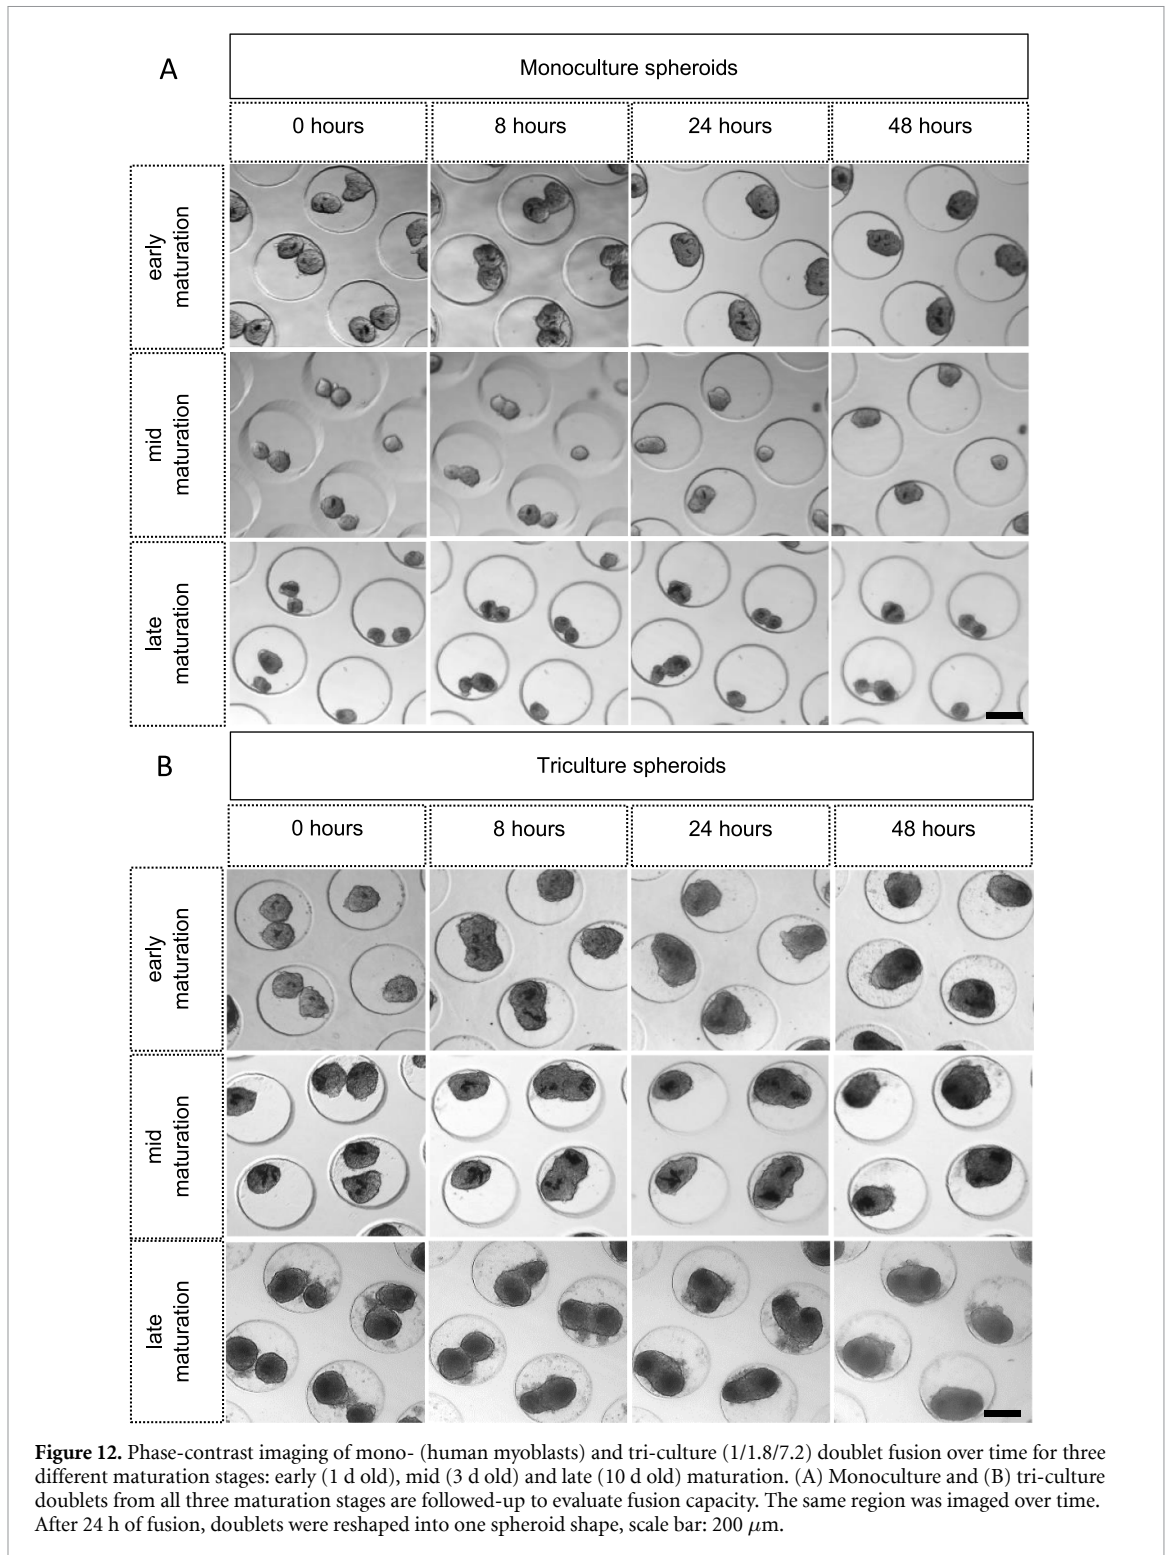 A
Monoculture spheroids
0 hours
8 hours
24 hours
48 hours
early
maturation
mid
maturation
late
maturation
B
Triculture spheroids
0 hours
8 hours
24 hours
48 hours
early
maturation
mid
maturation
late
maturation
Figure 12. Phase-contrast imaging of mono- (human myoblasts) and tri-culture (1/1.8/7.2) doublet fusion over time for three
different maturation stages: early (1 d old), mid (3 d old) and late (10 d old) maturation. (A) Monoculture and (B) tri-culture
doublets from all three maturation stages are followed-up to evaluate fusion capacity. The same region was imaged over time.
After 24 h of fusion, doublets were reshaped into one spheroid shape, scale bar: 200 μm.